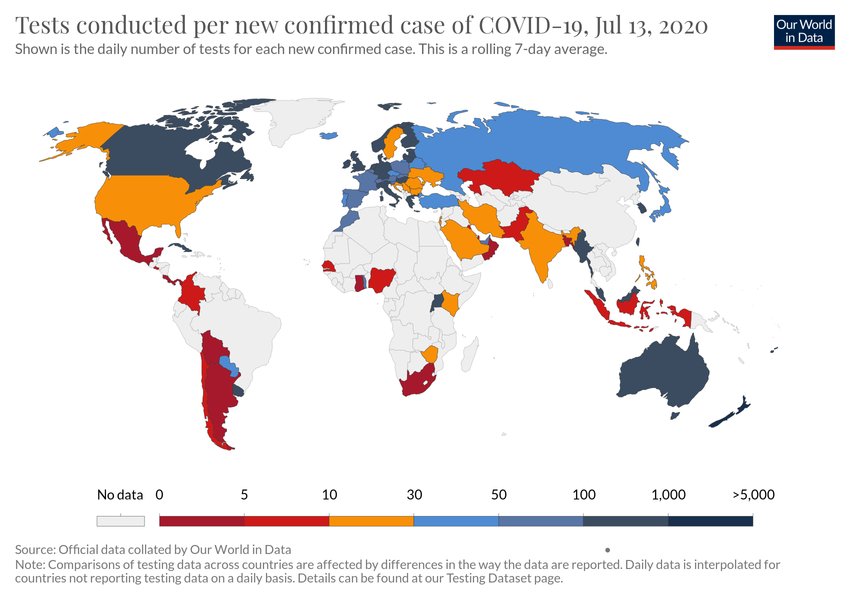 Tests conducted per new confirmed case of COVID-19, Jul 13, 2020
Shown is the daily number of tests for each new confirmed case. This is a rolling 7-day average.
Our World
in Data
No data 0 5 10 30 50 100 1,000 >5,000
Source: Official data collated by Our World in Data
Note: Comparisons of testing data across countries are affected by differences in the way the data are reported. Daily data is interpolated for
countries not reporting testing data on a daily basis. Details can be found at our Testing Dataset page.